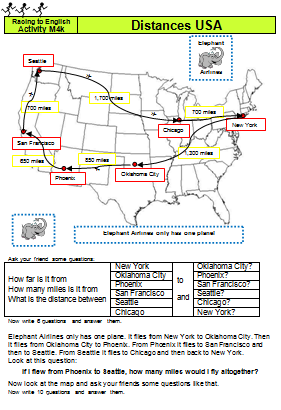 Racing to English
Activity M4k
Distances USA
Elephant
Airlines
Seattle
1,700 miles
700 miles
700 miles
New York
Chicago
San Francisco
650 miles
850 miles
1,300 miles
Phoenix
Oklahoma City
Elephant Airlines only has one plane!
Ask your friend some questions:
How far is it from
How many miles is it from
What is the distance between
New York
Oklahoma City
Phoenix
San Francisco
Seattle
Chicago
to
and
Oklahoma City?
Phoenix?
San Francisco?
Seattle?
Chicago?
New York?
Now write 6 questions and answer them.
Elephant Airlines only has one plane. It flies from New York to Oklahoma City. Then
it flies from Oklahoma City to Phoenix. From Phoenix it flies to San Francisco and
then to Seattle. From Seattle it flies to Chicago and then back to New York.
Look at this question:
If I flew from Phoenix to Seattle, how many miles would I fly altogether?
Now look at the map and ask your friends some questions like that.
Now write 10 questions and answer them.